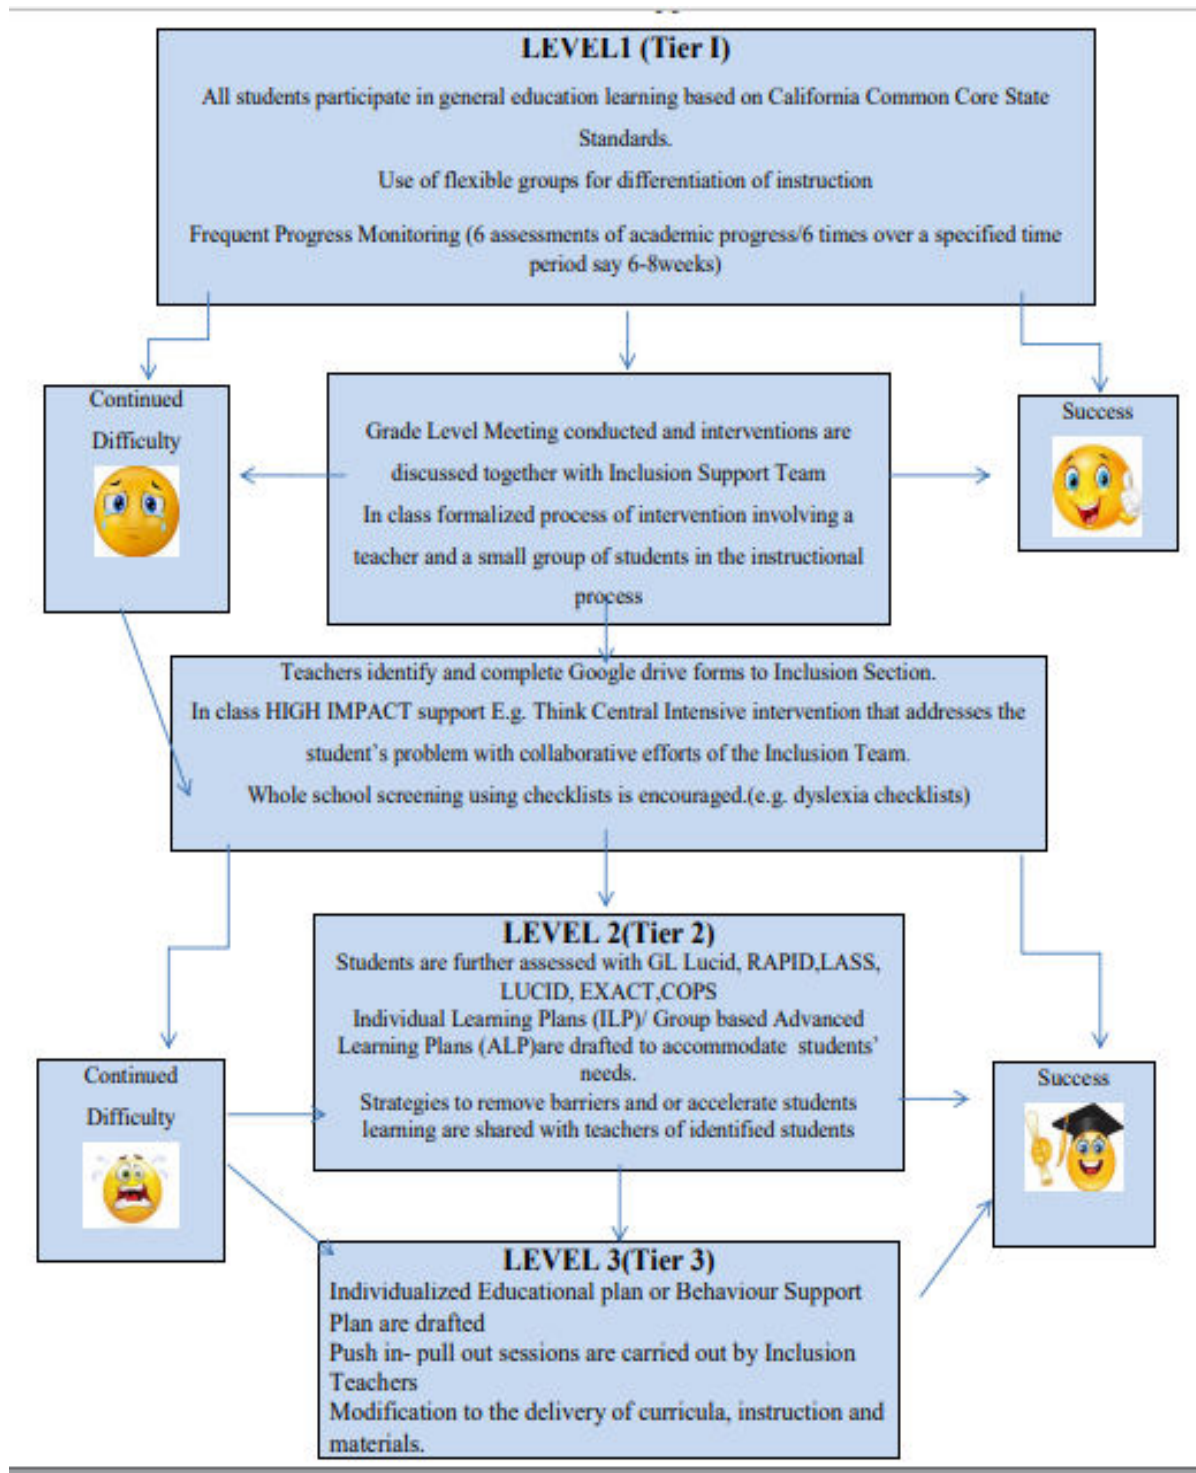 LEVEL1 (Tier I)
All students participate in general education learning based on California Common Core State
Standards.
Use of flexible groups for differentiation of instruction
Frequent Progress Monitoring (6 assessments of academic progress/6 times over a specified time
period say 6-8weeks)
Continued
Difficulty
Grade Level Meeting conducted and interventions are
discussed together with Inclusion Support Team
In class formalized process of intervention involving a
teacher and a small group of students in the instructional
process
Success
Teachers identify and complete Google drive forms to Inclusion Section.
In class HIGH IMPACT support E.g. Think Central Intensive intervention that addresses the
student's problem with collaborative efforts of the Inclusion Team.
Whole school screening using checklists is encouraged.(e.g. dyslexia checklists)
LEVEL 2(Tier 2)
Students are further assessed with GL Lucid, RAPID,LASS,
LUCID, EXACT,COPS
Individual Learning Plans (ILP)/ Group based Advanced
Learning Plans (ALP)are drafted to accommodate students'
needs.
Strategies to remove barriers and or accelerate students
learning are shared with teachers of identified students
Continued
Difficulty
Success
LEVEL 3(Tier 3)
Individualized Educational plan or Behaviour Support
Plan are drafted
Push in- pull out sessions are carried out by Inclusion
Teachers
Modification to the delivery of curricula, instruction and
materials.